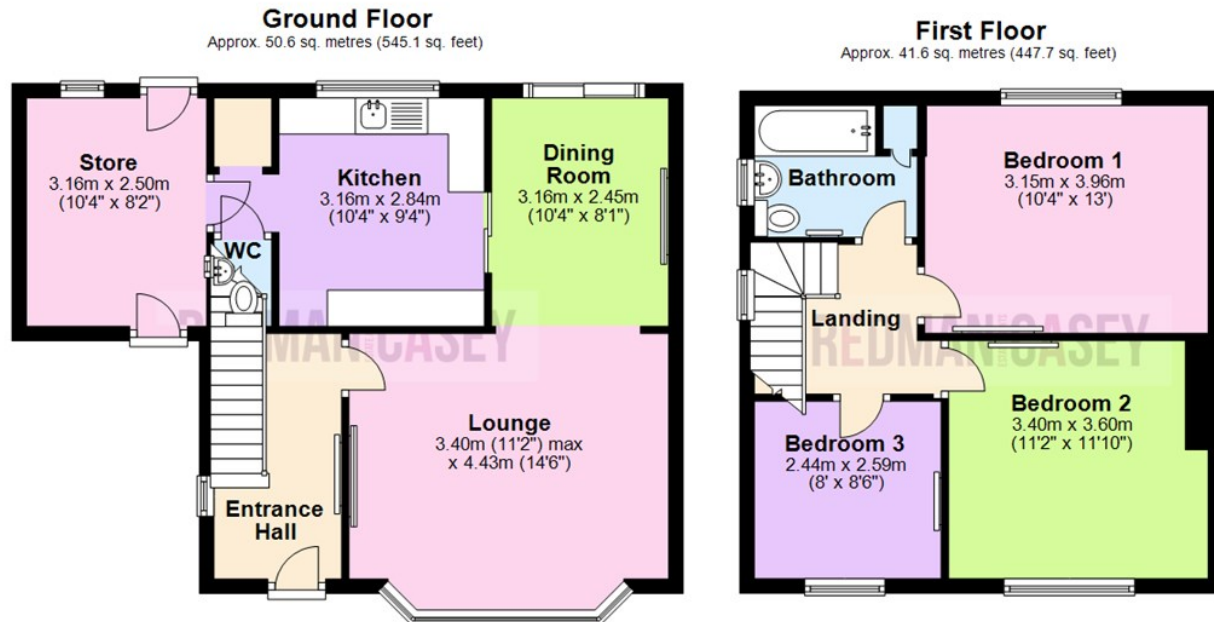 Ground Floor
Approx. 50.6 sq. metres (545.1 sq. feet)
Store
3.16m x 2.50m
(10'4" x 8'2")
Kitchen
3.16m x 2.84m
(10'4" x 9'4")
Dining
Room
3.16m x 2.45m
(10'4" x 8'1")
WC
Lounge
3.40m (11'2") max
x 4.43m (14'6")
Entrance
Hall
REDMAN CASEY
First Floor
Approx. 41.6 sq. metres (447.7 sq. feet)
Bathroom
Bedroom 1
3.15m x 3.96m
(10'4" x 13')
Landing
Bedroom 2
3.40m x 3.60m
(11'2" x 11'10")
Bedroom 3
2.44m x 2.59m
(8' x 8'6")
REDMAN CASEY